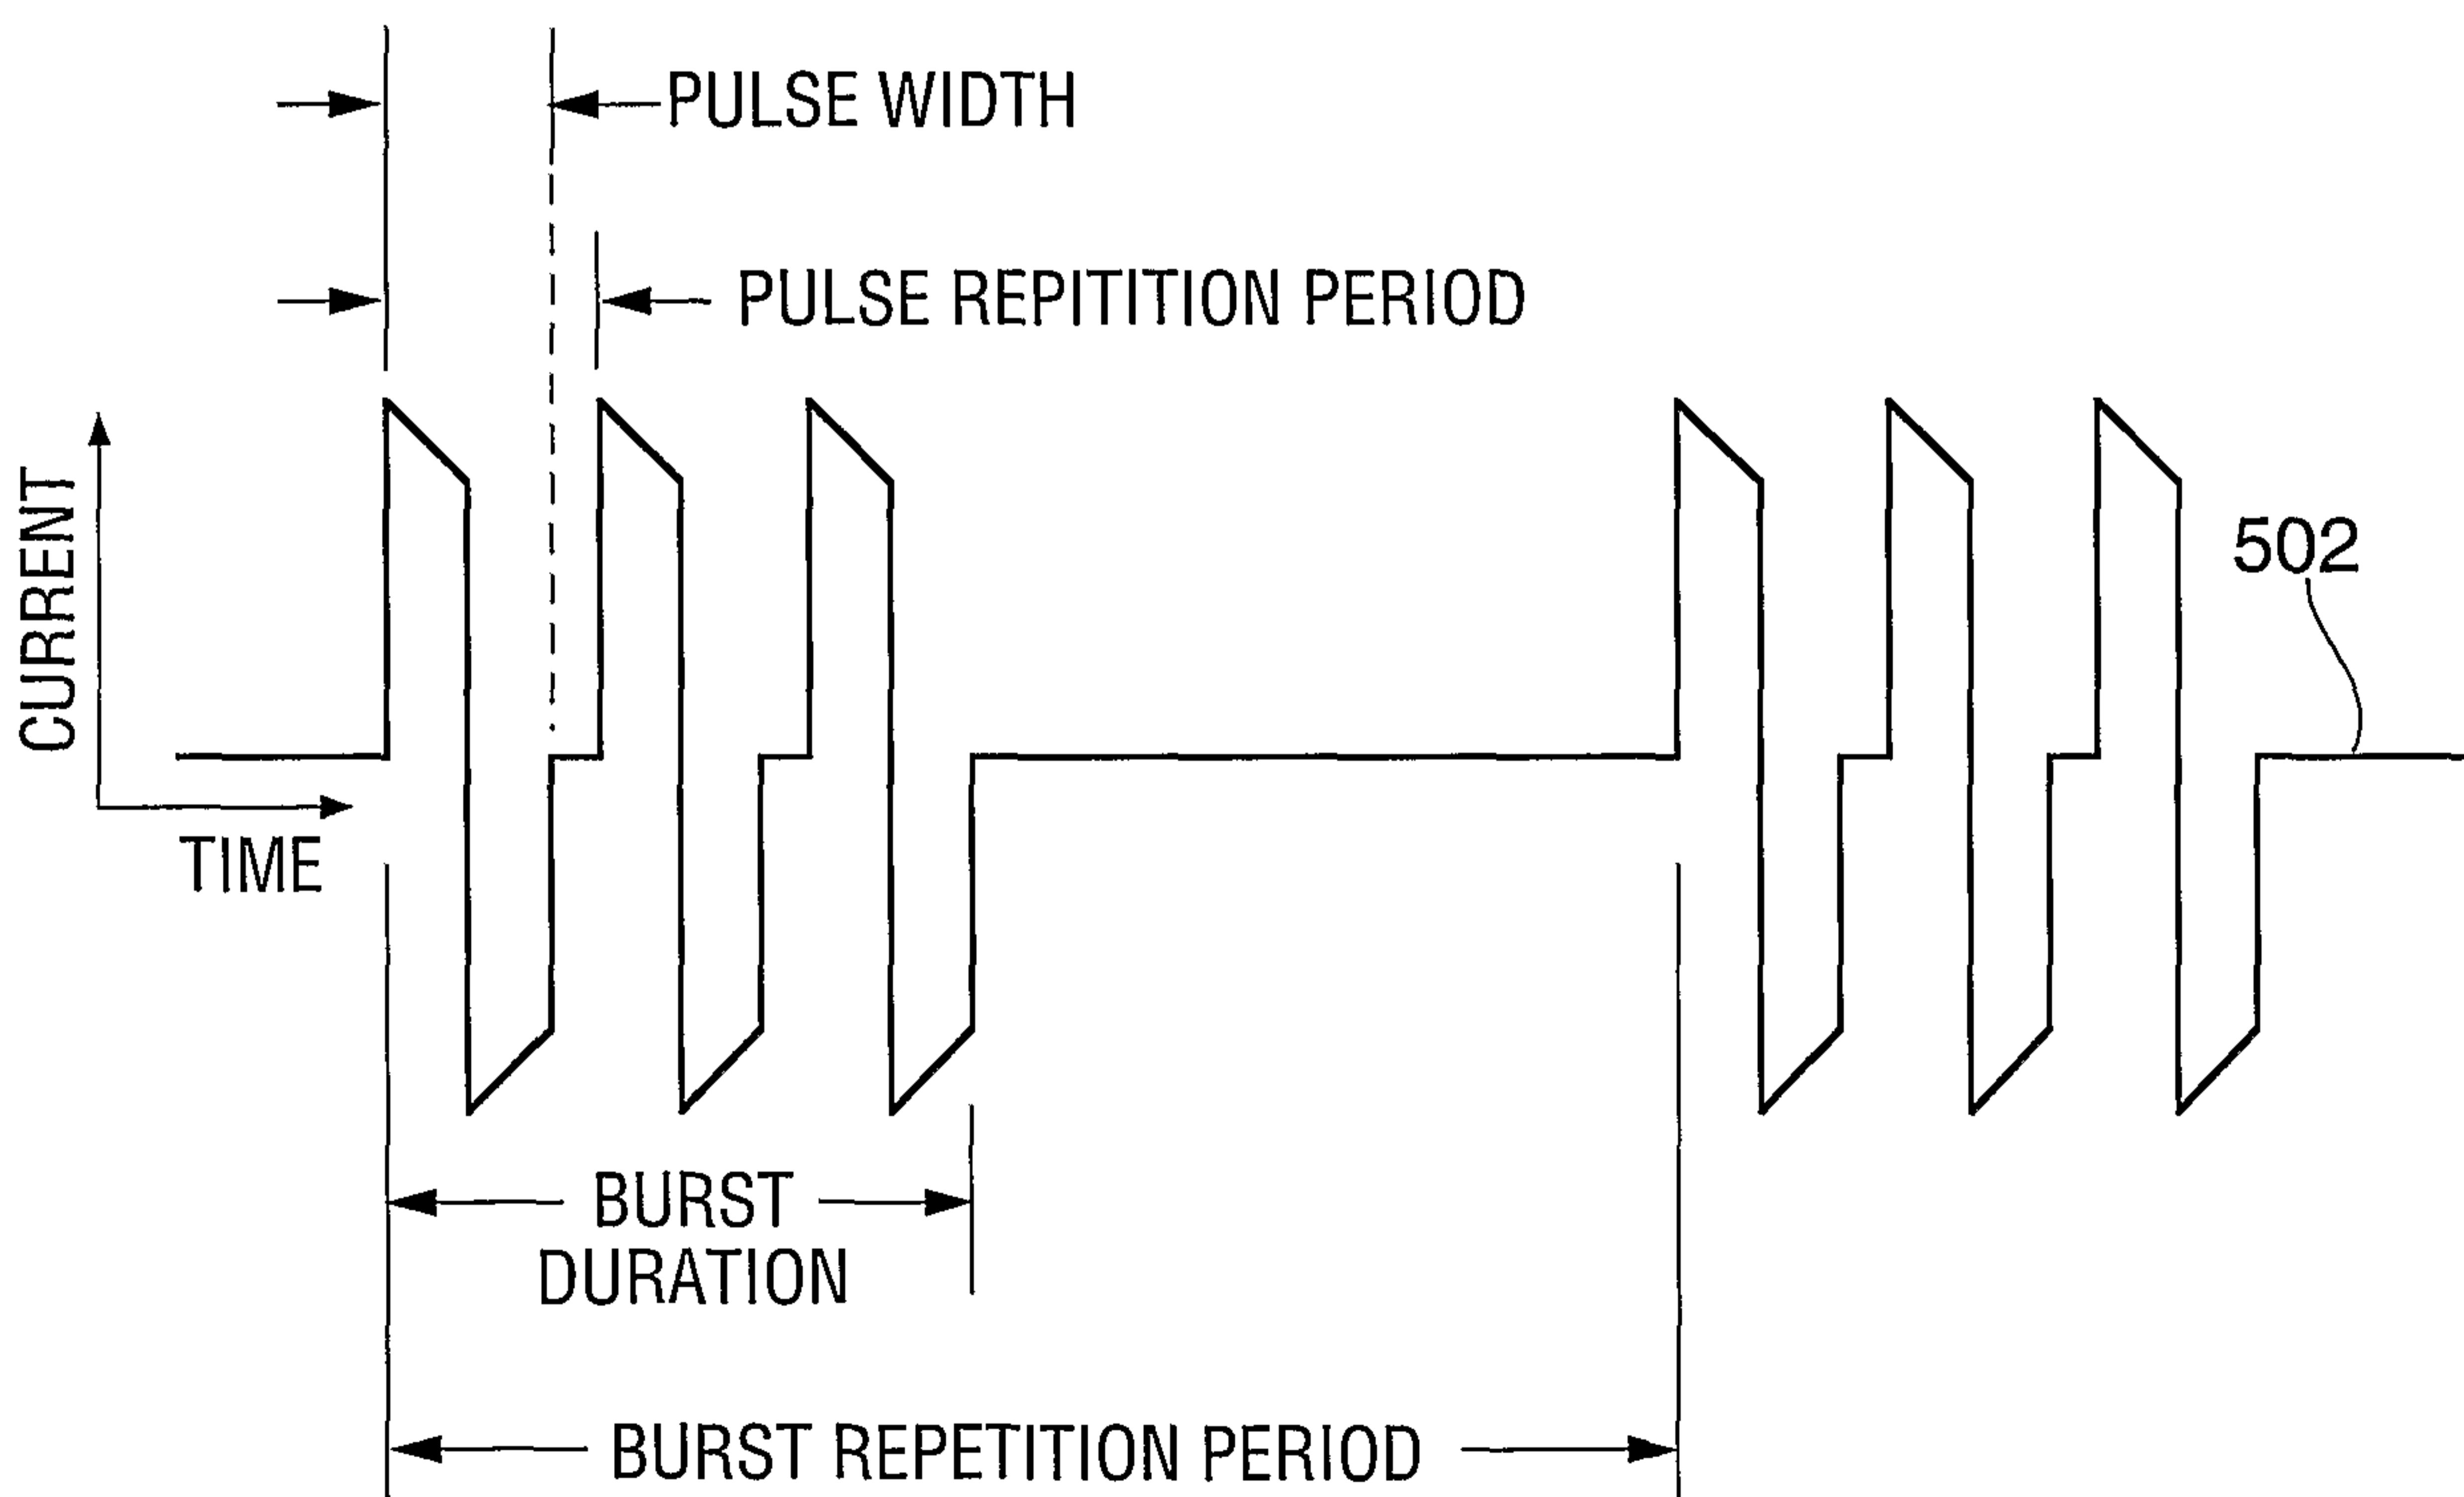 PULSE WIDTH
PULSE REPITITION PERIOD
CURRENT
502
TIME
BURST
DURATION
BURST REPETITION PERIOD